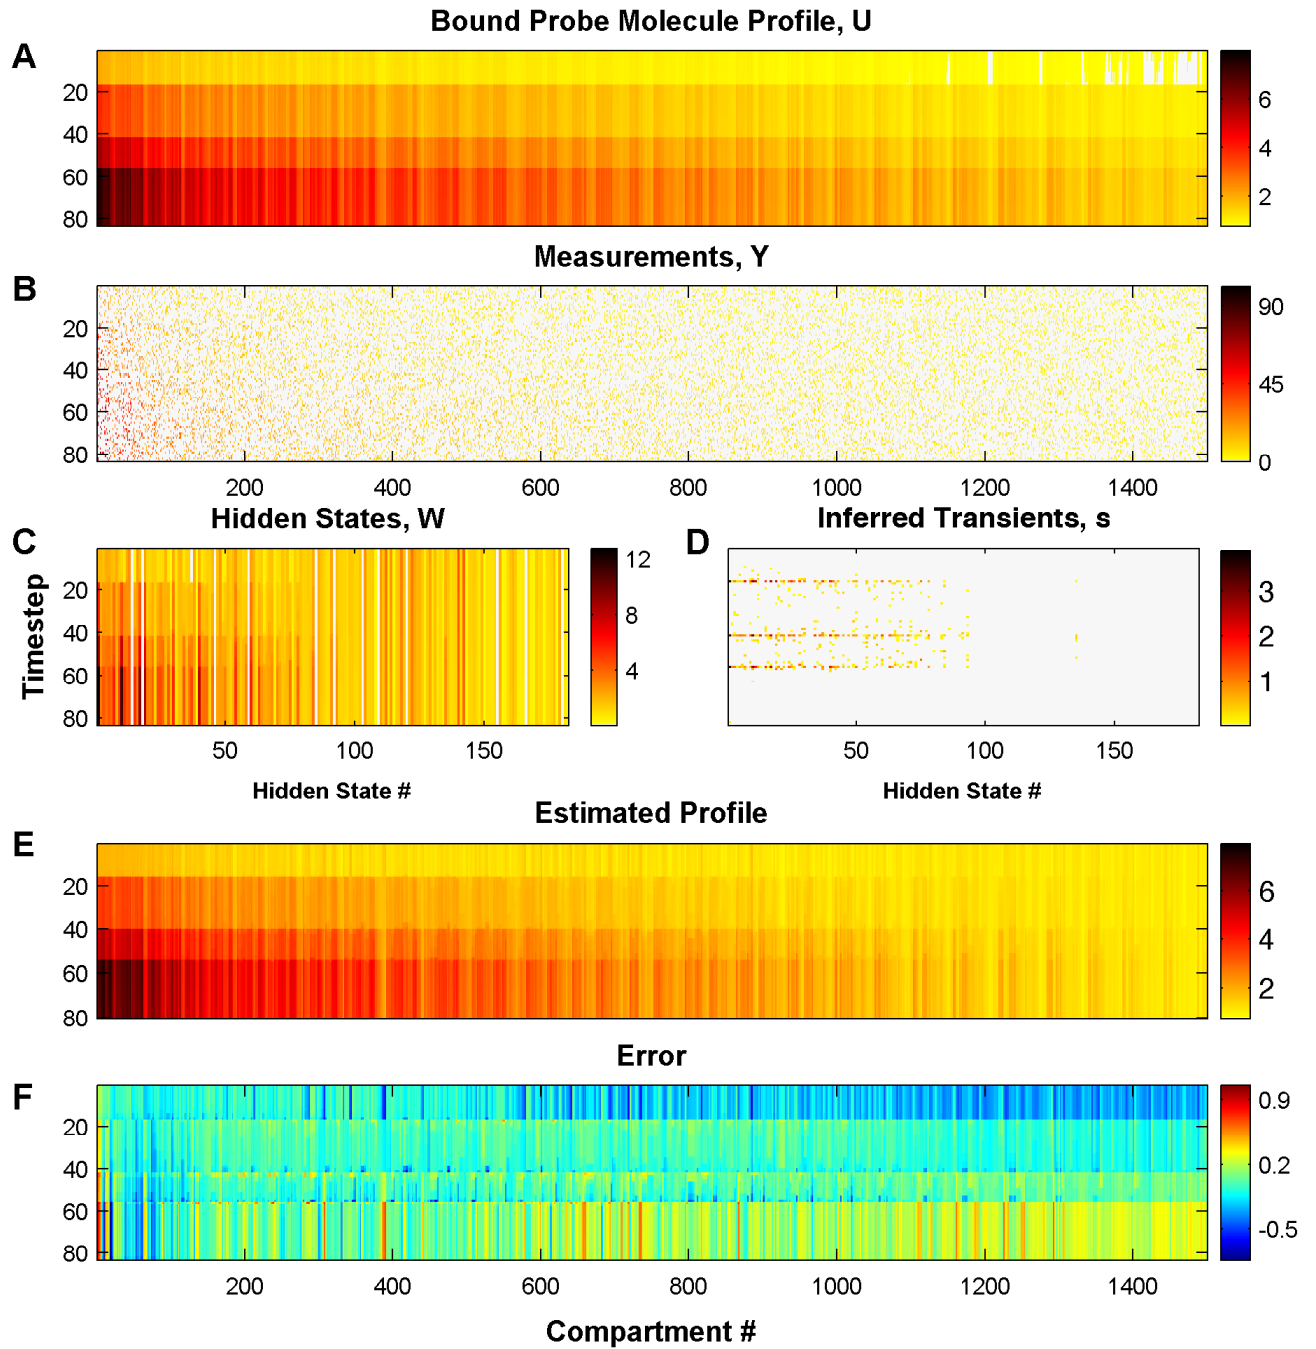 Bound Probe Molecule Profile, U
A
20
40
60
80
6
4
2
Measurements, Y
B
20
40
60
80
90
45
0
200 400 600 800 1000 1200 1400
Hidden States, W
Inferred Transients, s
C
D
Timestep
20
40
60
80
12
8
4
3
2
1
50 100 150
50 100 150
Hidden State #
Hidden State #
Estimated Profile
E
20
40
60
80
6
4
2
Error
F
20
40
60
80
0.9
0.2
-0.5
200 400 600 800 1000 1200 1400
Compartment #